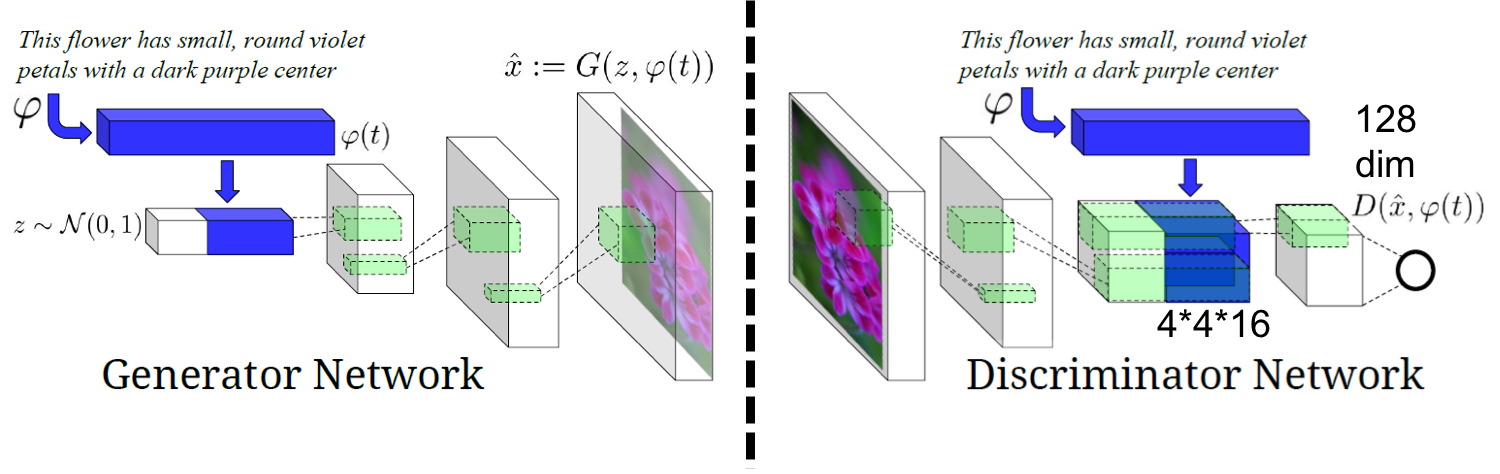 This flower has small, round violet
petals with a dark purple center
φ
φ(t)
z ∼ 𝒩(0, 1)
x̂ := G(z, φ(t))
Generator Network
This flower has small, round violet
petals with a dark purple center
φ
128
dim
D(x̂, φ(t))
4*4*16
Discriminator Network